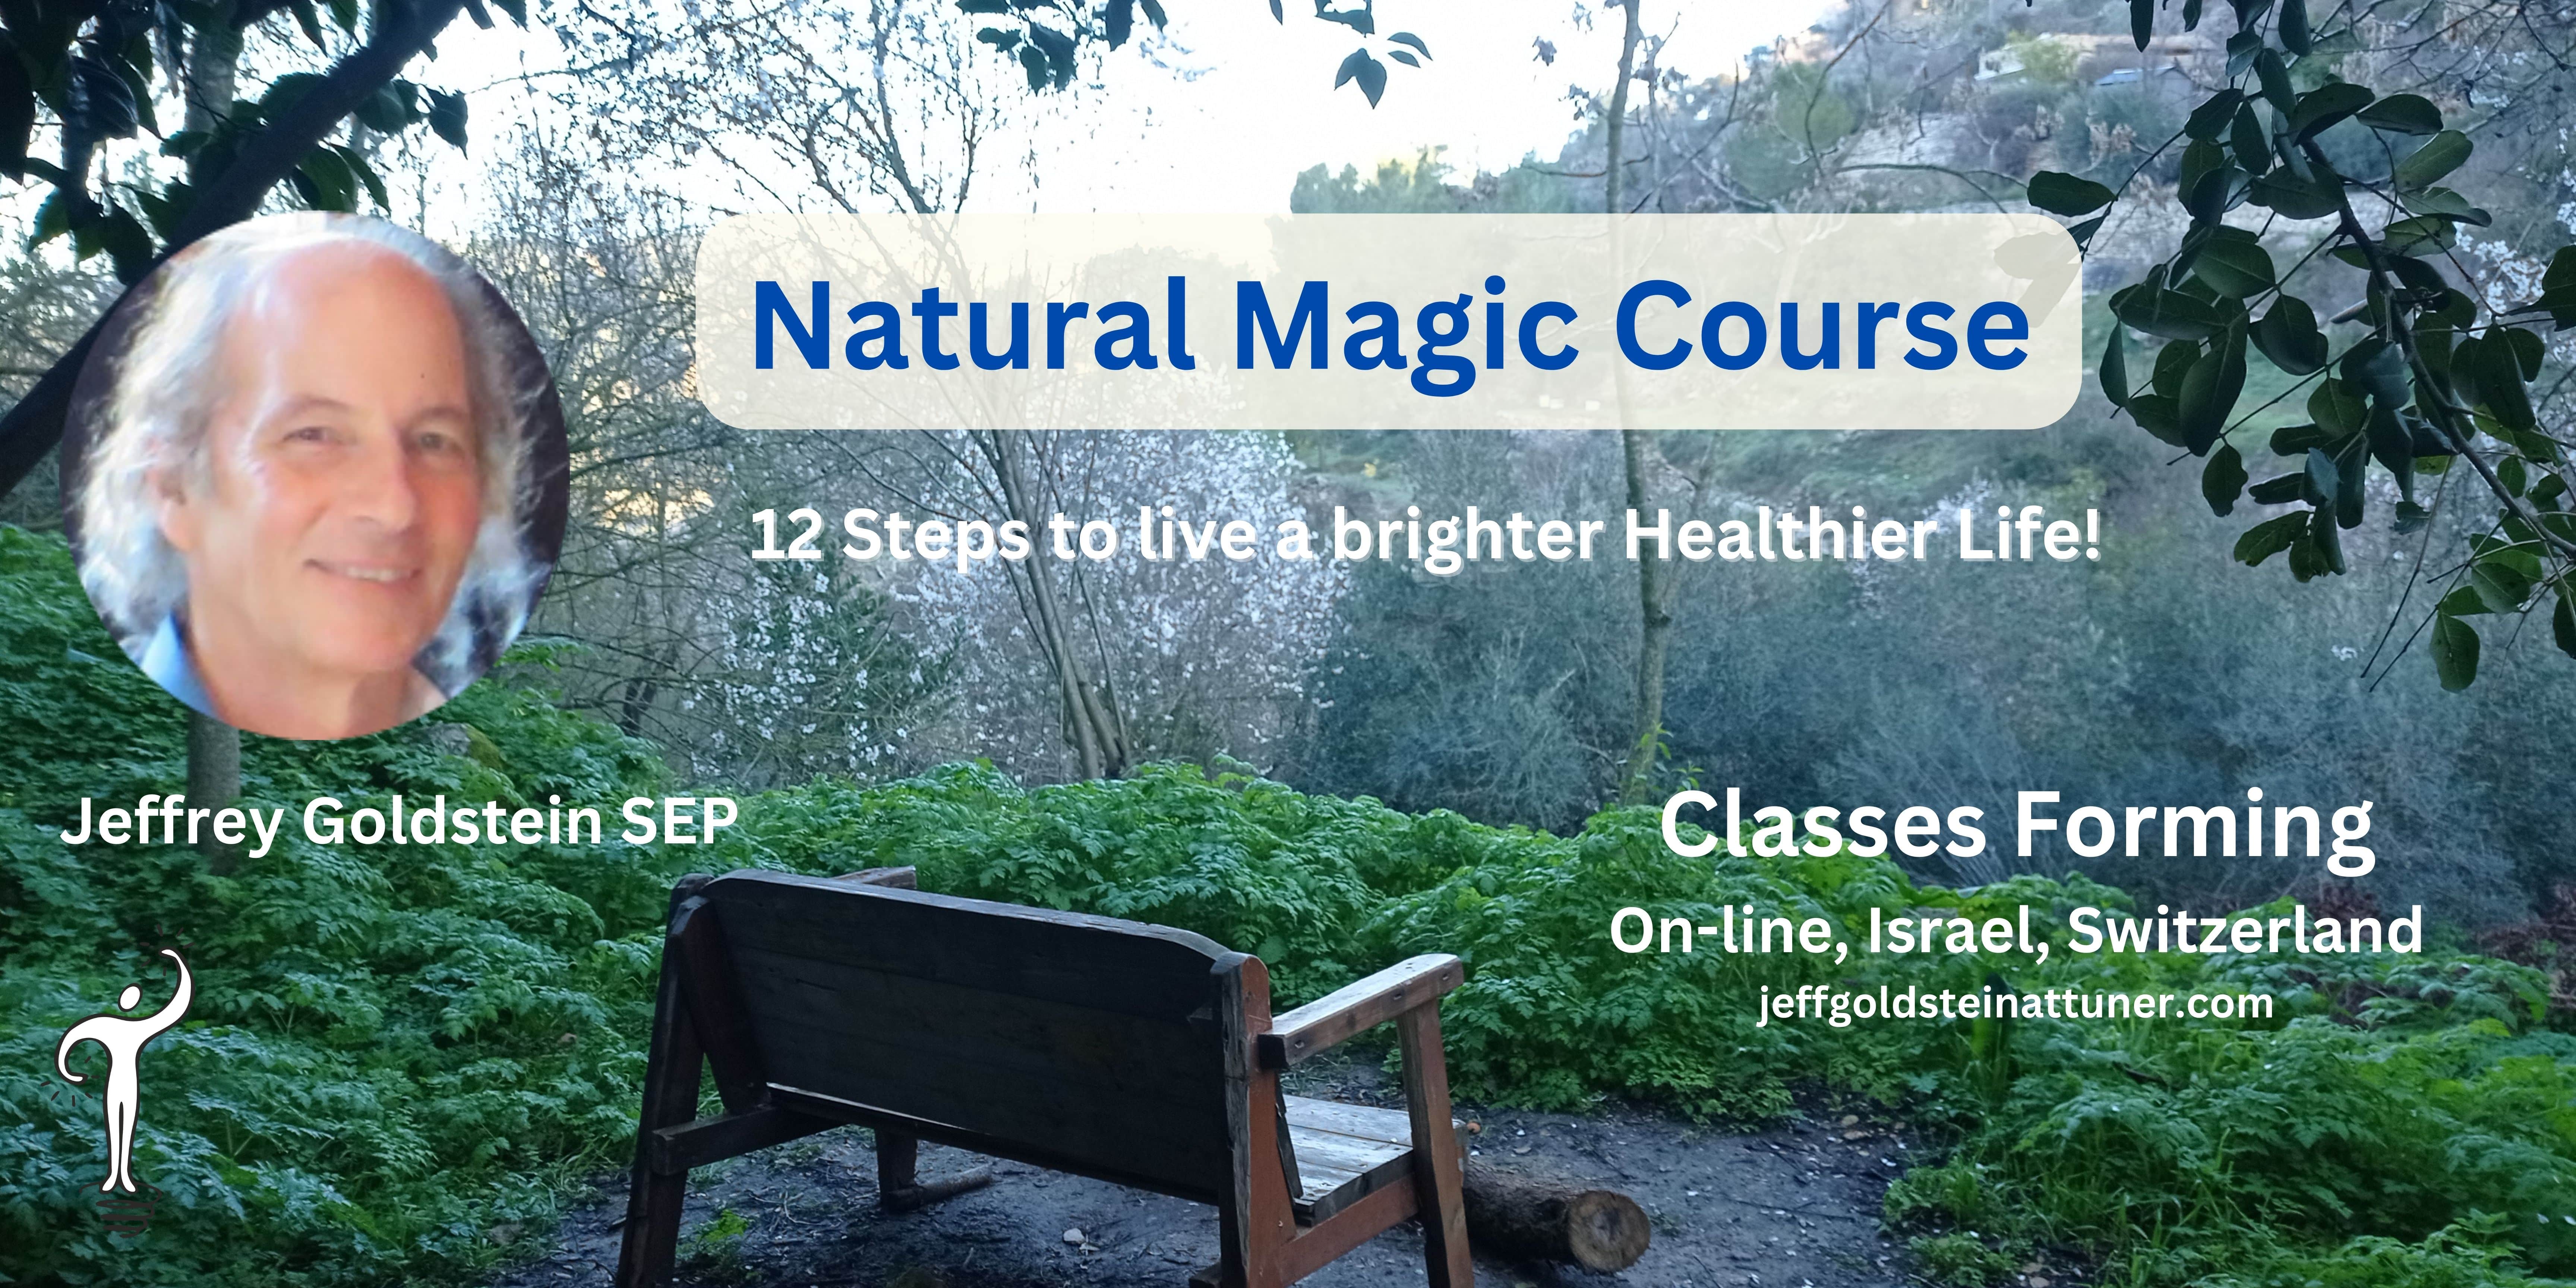 Natural Magic Course
12 Steps to live a brighter Healthier Life!
Jeffrey Goldstein SEP
Classes Forming
On-line, Israel, Switzerland
jeffgoldsteinattuner.com